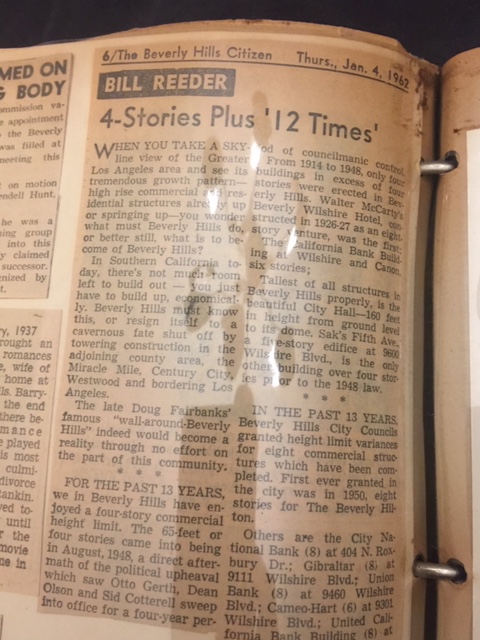 MED ON
G BODY
ommission va-
e appointment
o the Beverly
was filled at
meeting this
on motion
endell Hunt,
he was a
ning group
into this
y claimed
successor.
gnized by
t.
ry, 1937
rought an
romances
e, wife of
home at
ls. Barry-
the end
there be-
mance
e played
is most
culmi-
divorce
tankin.
ved to-
until
r the
movie
ne in
6/The Beverly Hills Citizen Thurs., Jan. 4, 1962
BILL REEDER
4-Stories Plus '12 Times'
WHEN YOU TAKE A SKY-
line view of the Greater
Los Angeles area and see its
tremendous growth pattern—
high rise commercial and res-
idential structures already up
or springing up—you wonder
what must Beverly Hills do,
or better still, what is to be-
come of Beverly Hills?
In Southern California to-
day, there's not much room
left to build out — you just
have to build up, economical-
ly. Beverly Hills must know
this, or resign itself to a
cavernous fate shut off by
towering construction in the
adjoining county area, the
Miracle Mile, Century City,
Westwood and bordering Los
Angeles.
The late Doug Fairbanks'
famous "wall-around-Beverly
Hills" indeed would become a
reality through no effort on
the part of this community.
* * *
FOR THE PAST 13 YEARS,
we in Beverly Hills have en-
joyed a four-story commercial
height limit. The 65-feet or
four stories came into being
in August, 1948, a direct after-
math of the political upheaval
which saw Otto Gerth, Dean
Olson and Sid Cotterell sweep
into office for a four-year per-
iod of councilmanic control.
From 1914 to 1948, only four
buildings in excess of four
stories were erected in Bev-
erly Hills. Walter McCarty's
Beverly Wilshire Hotel, con-
structed in 1926-27 as an eight-
story venture, was the first;
The California Bank Build-
ing at Wilshire and Canon,
six stories;
Tallest of all structures in
Beverly Hills properly, is the
beautiful City Hall—160 feet
in height from ground level
to its dome. Sak's Fifth Ave.,
a five-story edifice at 9600
Wilshire Blvd., is the only
other building over four stor-
ies prior to the 1948 law.
* * *
IN THE PAST 13 YEARS,
Beverly Hills City Councils
granted height limit variances
for eight commercial struc-
tures which have been com-
pleted. First ever granted in
the city was in 1950, eight
stories for The Beverly Hil-
ton.
Others are the City Na-
tional Bank (8) at 404 N. Rox-
bury Dr.; Gibraltar (8) at
9111 Wilshire Blvd.; Union
Bank (8) at 9460 Wilshire
Blvd.; Cameo-Hart (6) at 9301
Wilshire Blvd.; United Cali-
fornia Bank Building (8) at